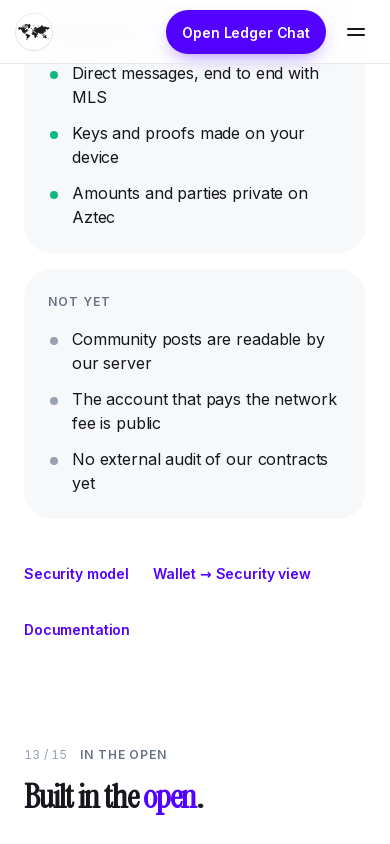 Open Ledger Chat
Direct messages, end to end with
MLS
Keys and proofs made on your
device
Amounts and parties private on
Aztec
NOT YET
Community posts are readable by
our server
The account that pays the network
fee is public
No external audit of our contracts
yet
Security model Wallet → Security view
Documentation
13 / 15 IN THE OPEN
Built in the open.